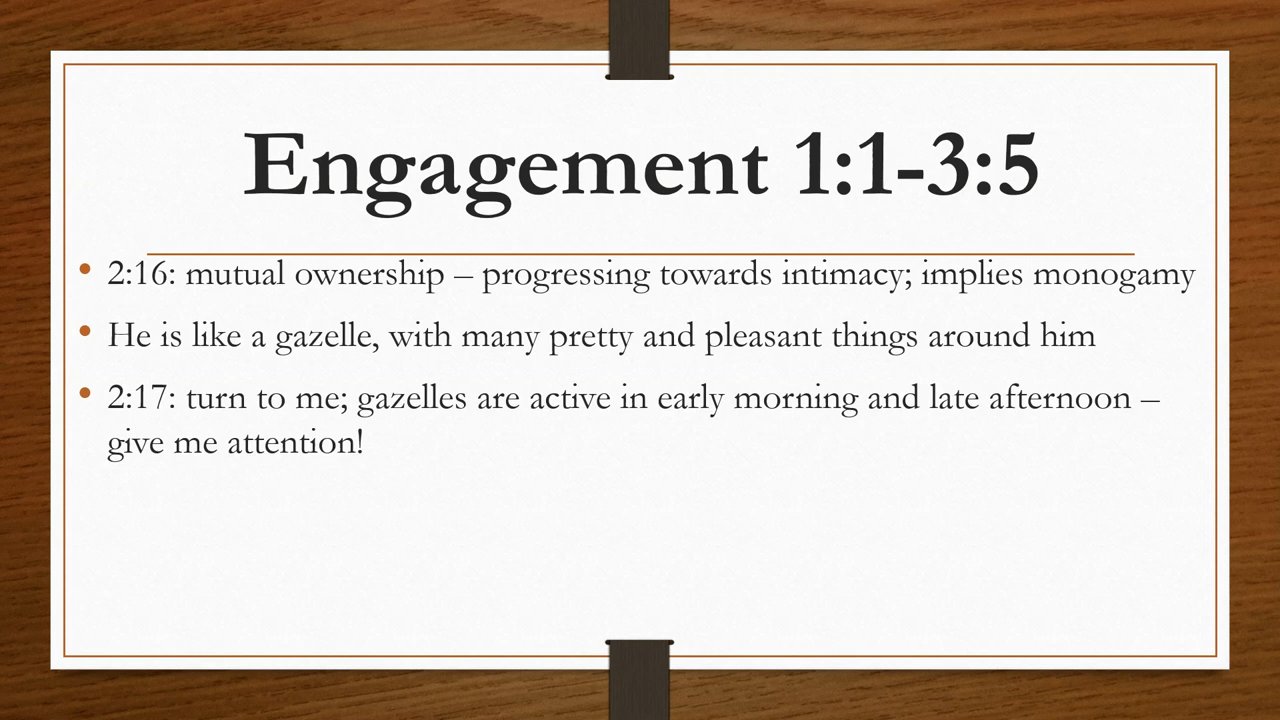 Engagement 1:1-3:5
• 2:16: mutual ownership – progressing towards intimacy; implies monogamy
• He is like a gazelle, with many pretty and pleasant things around him
• 2:17: turn to me; gazelles are active in early morning and late afternoon –
give me attention!